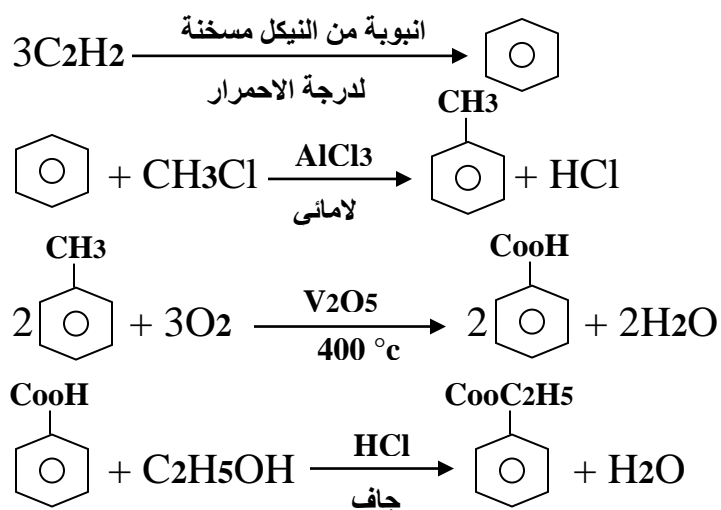 3C2H2 انبوبة من النيكل مسخنة
لدرجة الاحمرار
CH3
+ CH3Cl AlCl3 + HCl
لامائى
CH3 CooH
2 + 3O2 V2O5 2 + 2H2O
400 °c
CooH CooC2H5
+ C2H5OH HCl + H2O
جاف